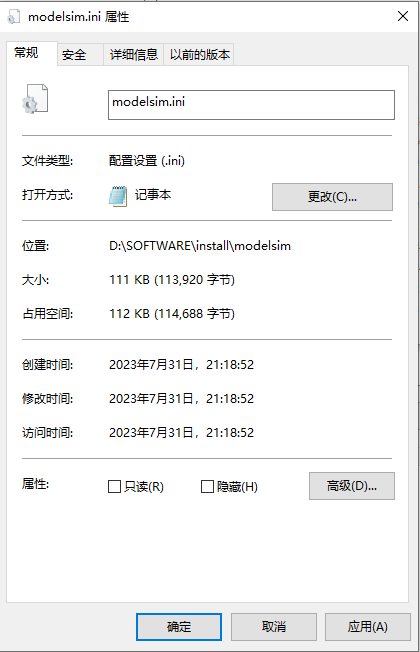 modelsim.ini 属性
常规 安全 详细信息 以前的版本
modelsim.ini
文件类型: 配置设置 (.ini)
打开方式: 记事本 更改(C)...
位置: D:\SOFTWARE\install\modelsim
大小: 111 KB (113,920 字节)
占用空间: 112 KB (114,688 字节)
创建时间: 2023年7月31日，21:18:52
修改时间: 2023年7月31日，21:18:52
访问时间: 2023年7月31日，21:18:52
属性: 只读(R) 隐藏(H) 高级(D)...
确定 取消 应用(A)